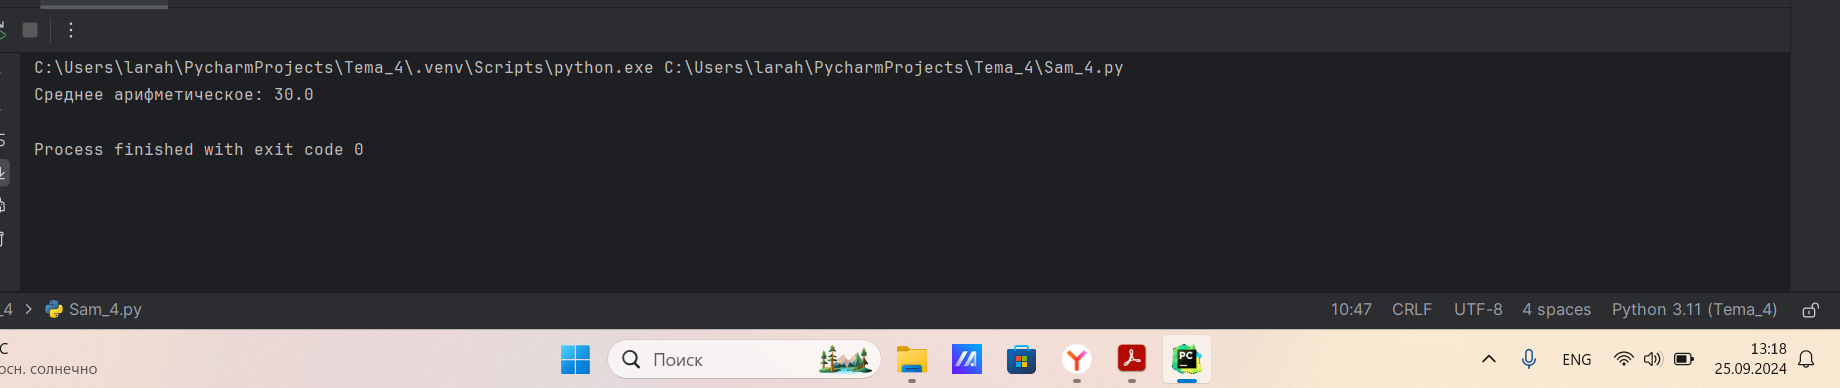 C:\Users\larah\PycharmProjects\Tema_4\.venv\Scripts\python.exe C:\Users\larah\PycharmProjects\Tema_4\Sam_4.py
Среднее арифметическое: 30.0
Process finished with exit code 0
_4 > Sam_4.py 10:47 CRLF UTF-8 4 spaces Python 3.11 (Tema_4)
C
осн. солнечно
Поиск
PC
ENG
13:18
25.09.2024